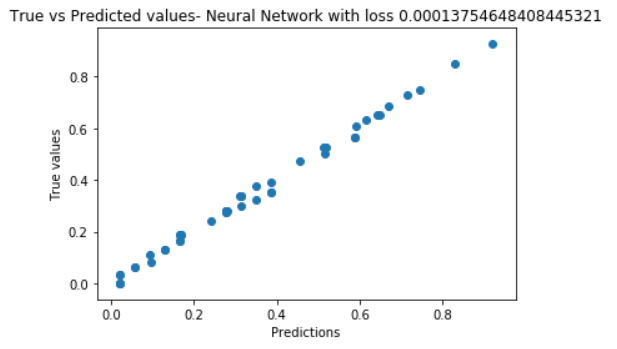 True vs Predicted values- Neural Network with loss 0.00013754648408445321
True values
0.8
0.6
0.4
0.2
0.0
0.0 0.2 0.4 0.6 0.8
Predictions